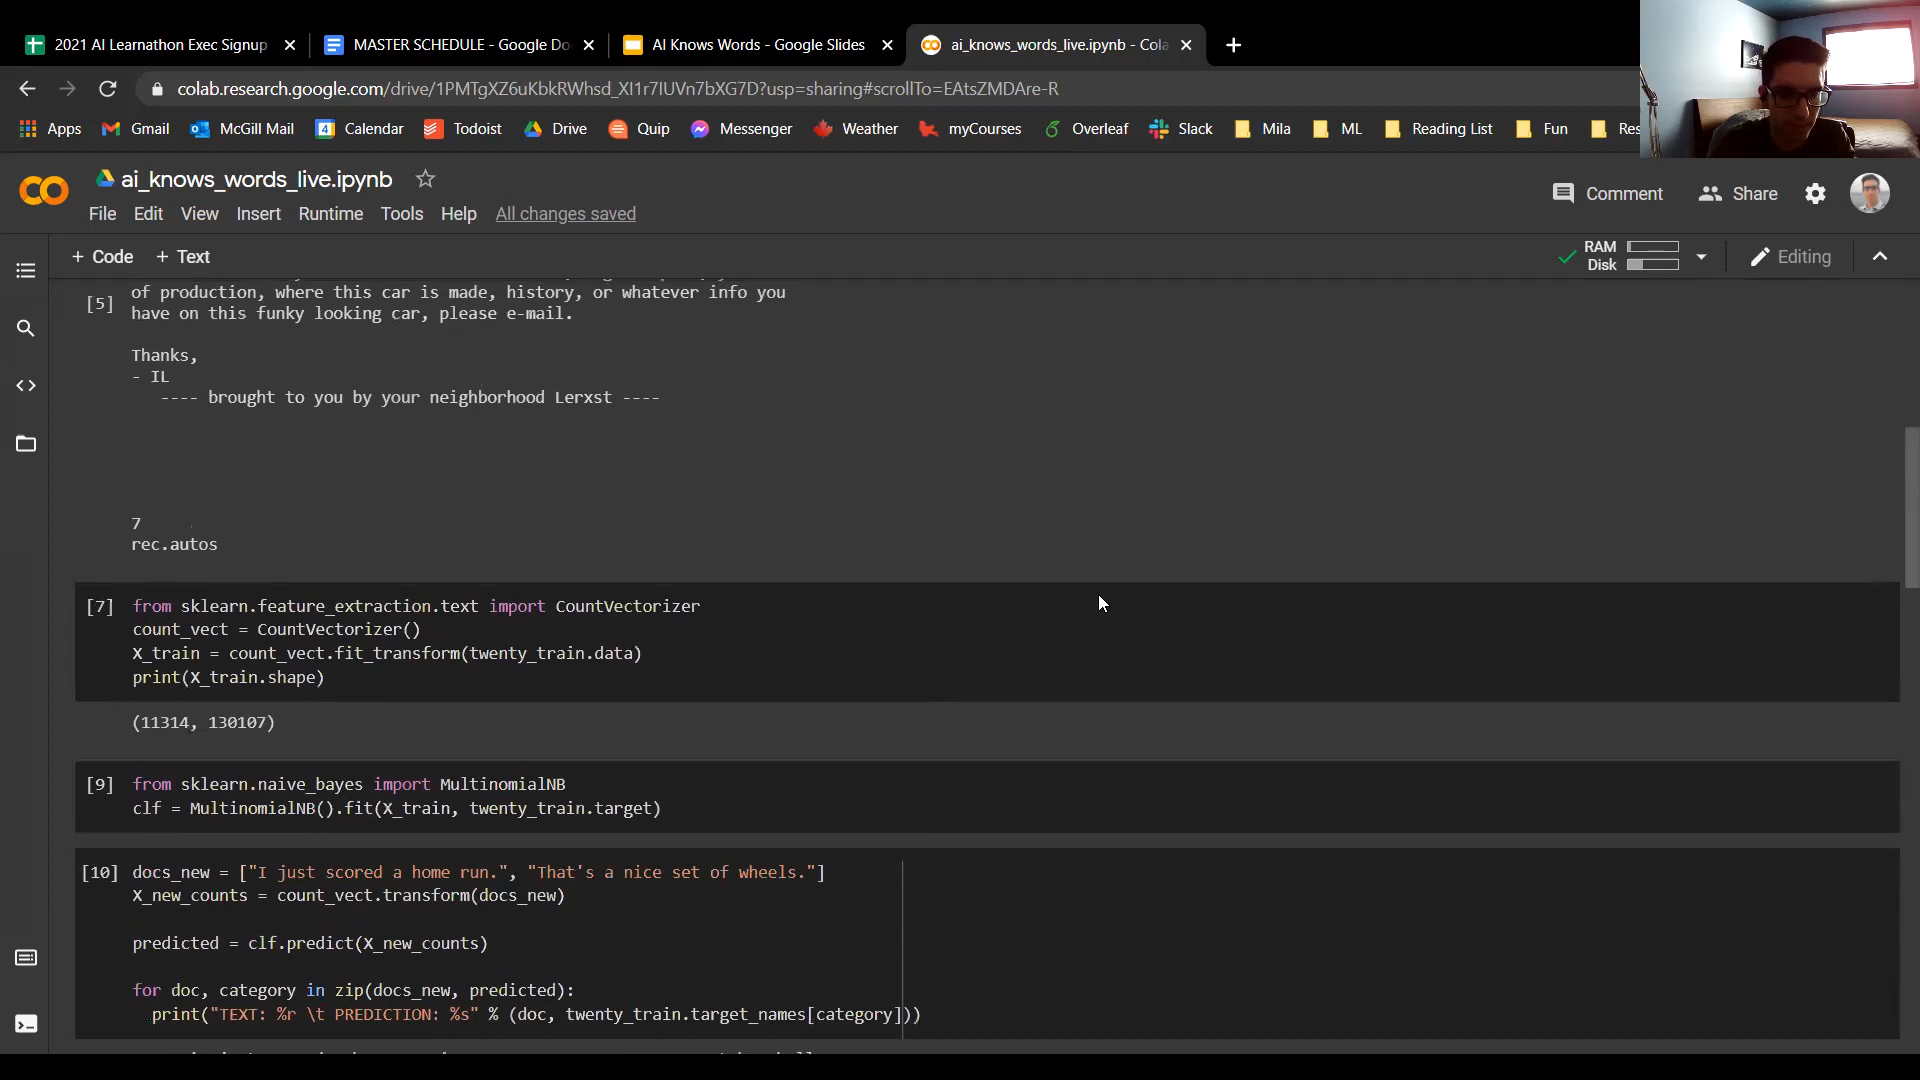 2021 AI Learnathon Exec Signup
MASTER SCHEDULE - Google Do
AI Knows Words - Google Slides
ai_knows_words_live.ipynb - Cola
colab.research.google.com/drive/1PMTgXZ6uKbkRWhsd_XI1r7IUVn7bXG7D?usp=sharing#scrollTo=EAtsZMDAre-R
Apps Gmail McGill Mail Calendar Todoist Drive Quip Messenger Weather myCourses Overleaf Slack Mila ML Reading List Fun Res
ai_knows_words_live.ipynb
Comment Share
File Edit View Insert Runtime Tools Help All changes saved
+ Code + Text
RAM
Disk
Editing
[5]
of production, where this car is made, history, or whatever info you
have on this funky looking car, please e-mail.
Thanks,
- IL
---- brought to you by your neighborhood Lerxst ----
7
rec.autos
[7] from sklearn.feature_extraction.text import CountVectorizer
count_vect = CountVectorizer()
X_train = count_vect.fit_transform(twenty_train.data)
print(X_train.shape)
(11314, 130107)
[9] from sklearn.naive_bayes import MultinomialNB
clf = MultinomialNB().fit(X_train, twenty_train.target)
[10] docs_new = ["I just scored a home run.", "That's a nice set of wheels."]
X_new_counts = count_vect.transform(docs_new)
predicted = clf.predict(X_new_counts)
for doc, category in zip(docs_new, predicted):
print("TEXT: %r \t PREDICTION: %s" % (doc, twenty_train.target_names[category]))